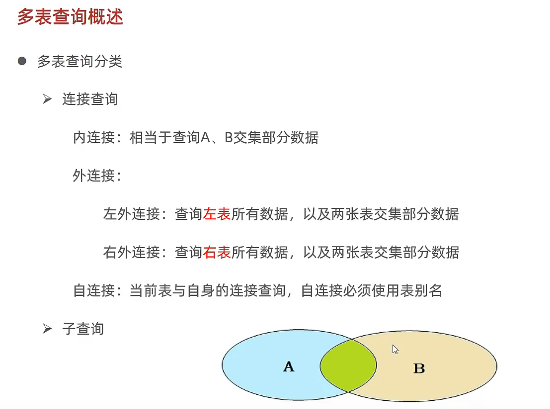 多表查询概述
● 多表查询分类
➢ 连接查询
内连接：相当于查询A、B交集部分数据
外连接：
左外连接：查询左表所有数据，以及两张表交集部分数据
右外连接：查询右表所有数据，以及两张表交集部分数据
自连接：当前表与自身的连接查询，自连接必须使用表别名
➢ 子查询
A B